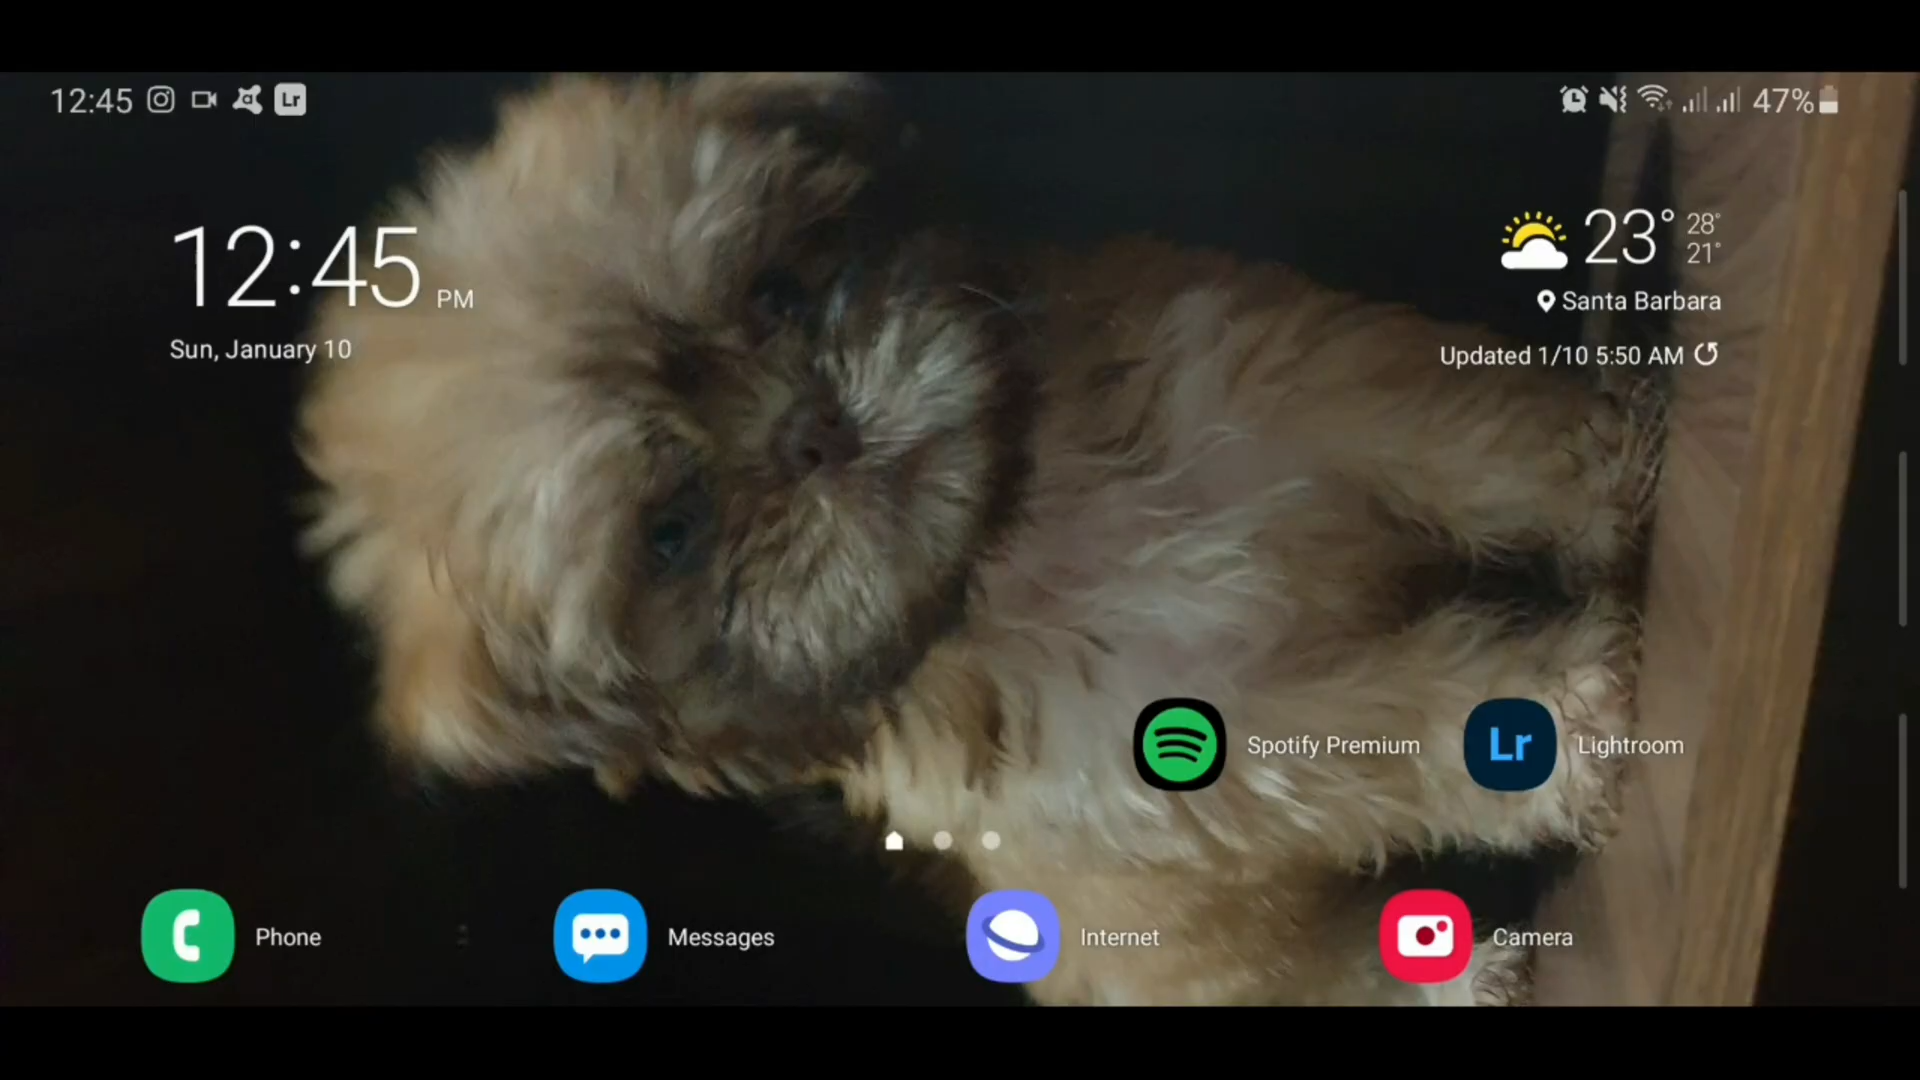 12:45 Lr 47%
12:45 PM
Sun, January 10
23° 28°
21°
Santa Barbara
Updated 1/10 5:50 AM
Spotify Premium
Lr Lightroom
Phone
Messages
Internet
Camera